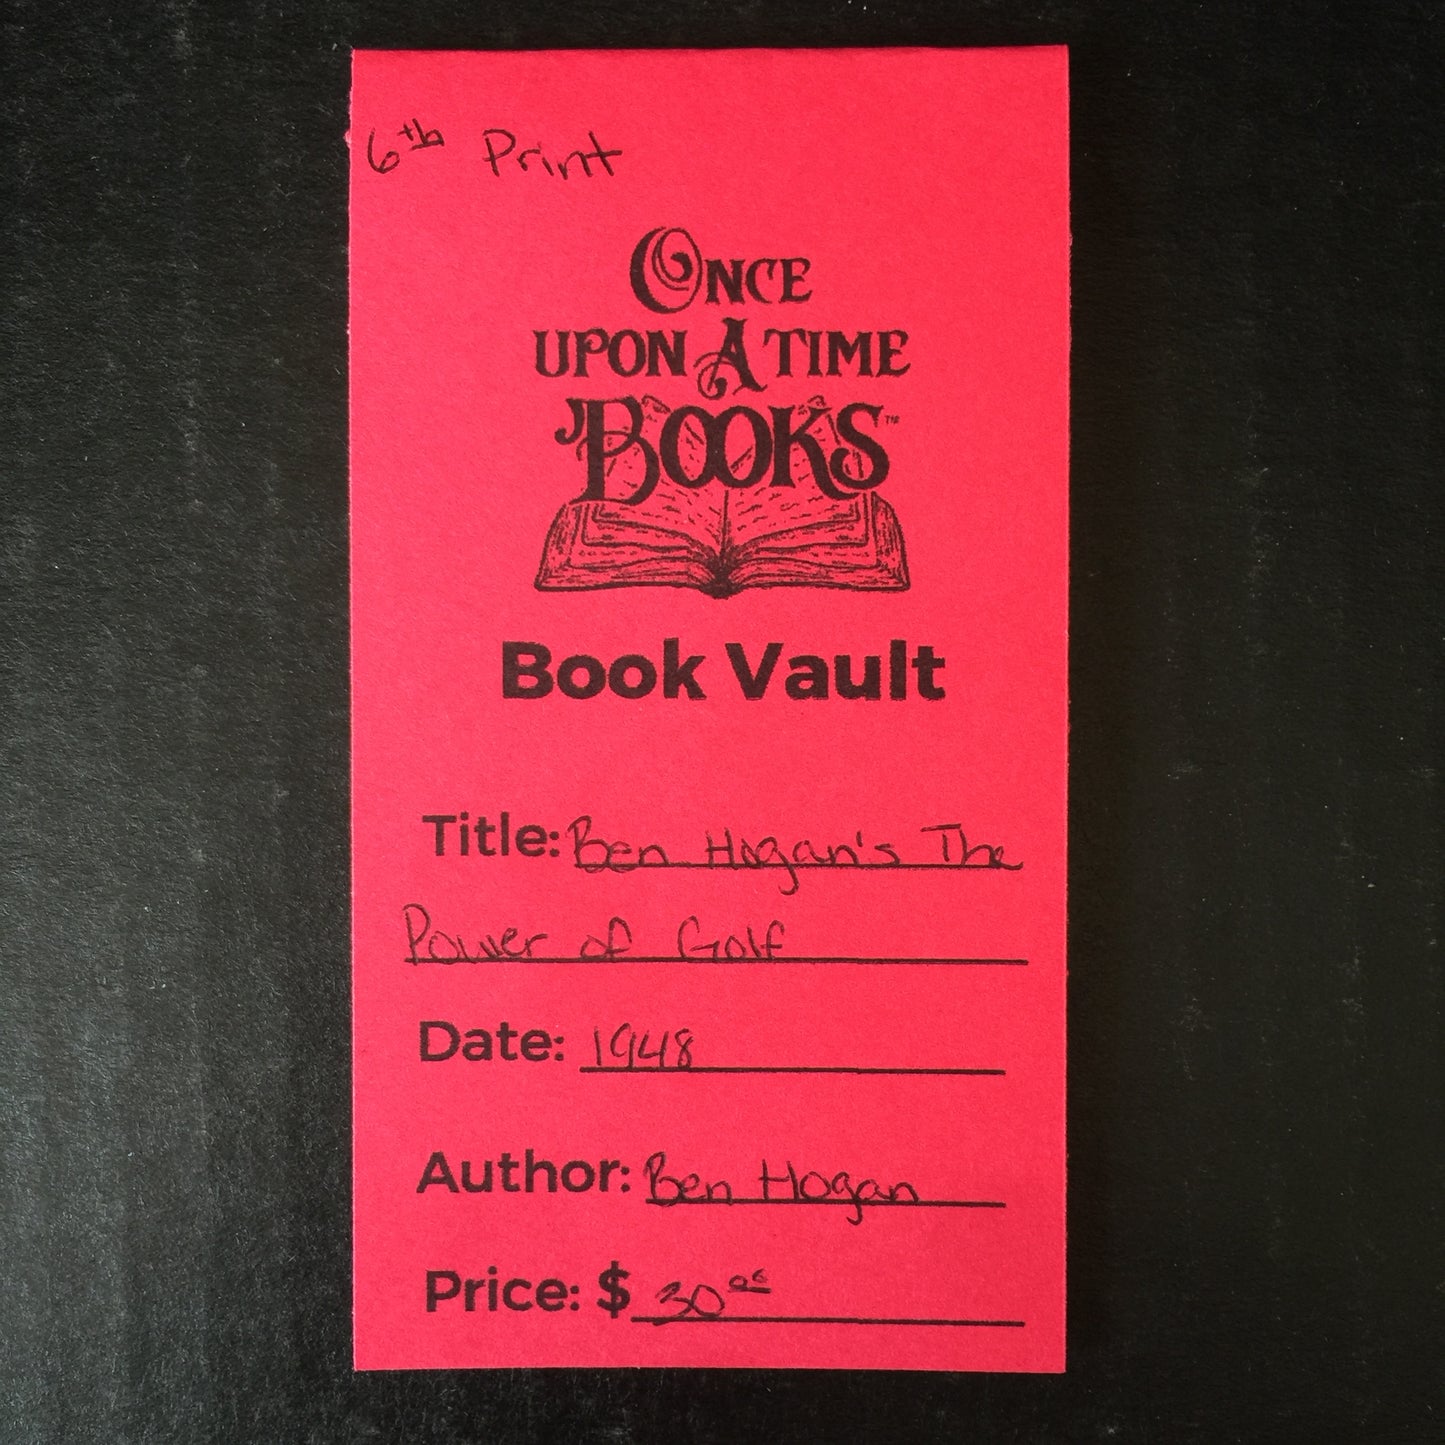 6th Print
ONCE
UPON A TIME
BOOKS™
Book Vault
Title: Ben Hogan's The
Power of Golf
Date: 1948
Author: Ben Hogan
Price: $ 30 00